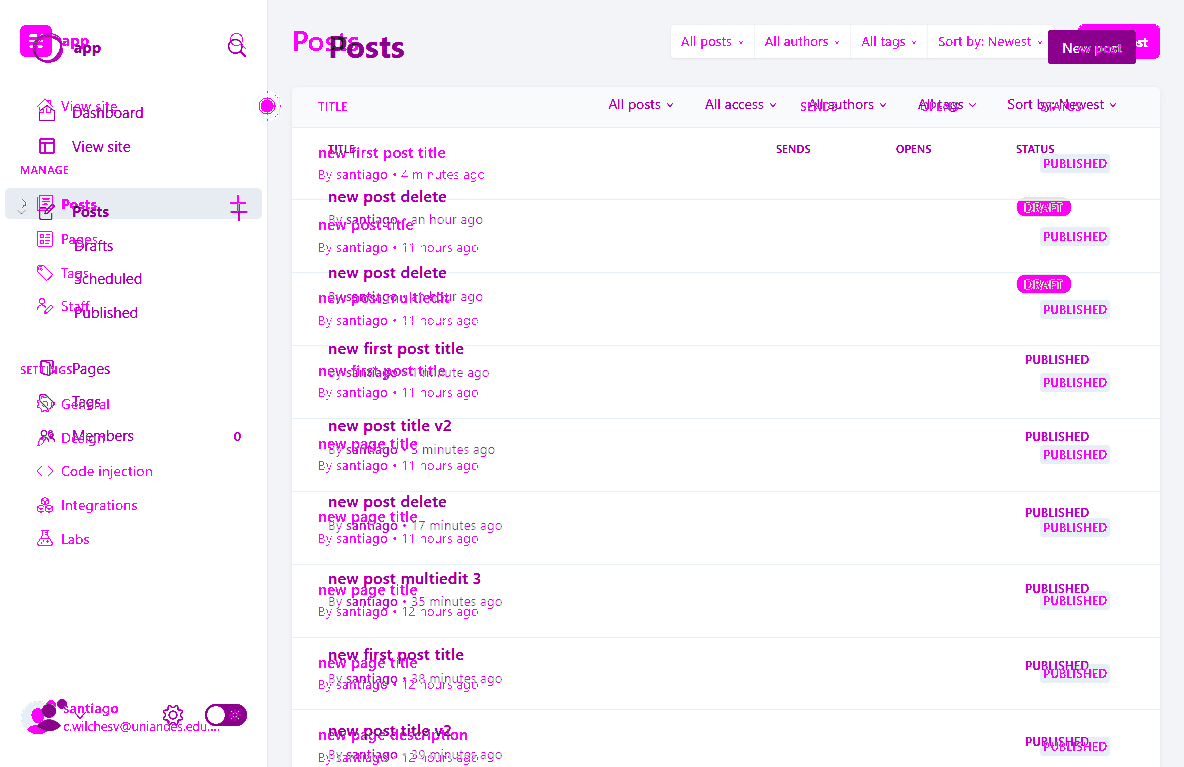 app
app
View site
Dashboard
View site
MANAGE
Posts
Posts
Pages
Drafts
Tags
Scheduled
Staff
Published
SETTINGS
Pages
Tags
General
Members 0
Design
Code injection
Integrations
Labs
santiago
c.wilchesv@uniandes.edu....
Posts
Posts
All posts All authors All tags Sort by: Newest
New post
All posts All access All authors All tags Sort by: Newest
TITLE SENDS OPENS STATUS
TITLE SENDS OPENS STATUS
new first post title
By santiago • 4 minutes ago PUBLISHED
new post delete
By santiago • an hour ago DRAFT
new post title
By santiago • 11 hours ago PUBLISHED
new post delete
By santiago • an hour ago DRAFT
new post multiedit
By santiago • 11 hours ago PUBLISHED
new first post title
By santiago • 1 minute ago PUBLISHED
new first post title
By santiago • 11 hours ago PUBLISHED
new post title v2
By santiago • 3 minutes ago PUBLISHED
new page title
By santiago • 11 hours ago PUBLISHED
new post delete
By santiago • 17 minutes ago PUBLISHED
new page title
By santiago • 11 hours ago PUBLISHED
new post multiedit 3
By santiago • 35 minutes ago PUBLISHED
new page title
By santiago • 12 hours ago PUBLISHED
new first post title
By santiago • 38 minutes ago PUBLISHED
new page title
By santiago • 12 hours ago PUBLISHED
new post title v2
By santiago • 39 minutes ago PUBLISHED
new page description
By santiago • 12 hours ago PUBLISHED